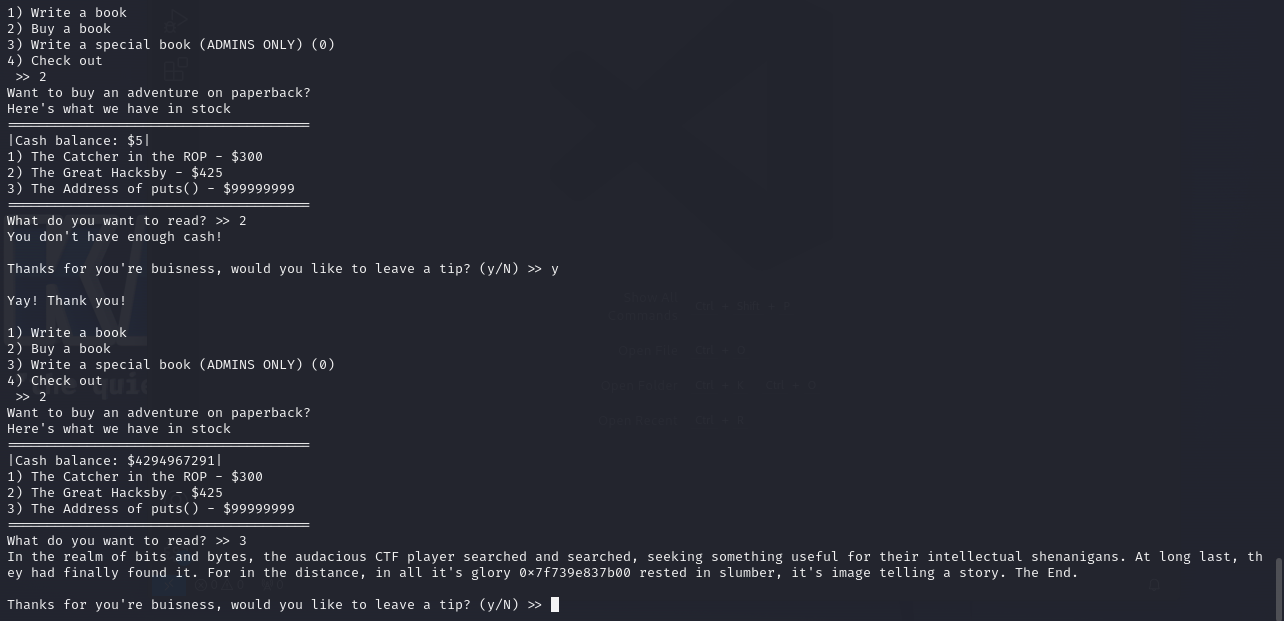 1) Write a book
2) Buy a book
3) Write a special book (ADMINS ONLY) (0)
4) Check out
>> 2
Want to buy an adventure on paperback?
Here's what we have in stock
=====================================
|Cash balance: $5|
1) The Catcher in the ROP - $300
2) The Great Hacksby - $425
3) The Address of puts() - $99999999
=====================================
What do you want to read? >> 2
You don't have enough cash!
Thanks for you're buisness, would you like to leave a tip? (y/N) >> y
Yay! Thank you!
1) Write a book
2) Buy a book
3) Write a special book (ADMINS ONLY) (0)
4) Check out
>> 2
Want to buy an adventure on paperback?
Here's what we have in stock
=====================================
|Cash balance: $4294967291|
1) The Catcher in the ROP - $300
2) The Great Hacksby - $425
3) The Address of puts() - $99999999
=====================================
What do you want to read? >> 3
In the realm of bits and bytes, the audacious CTF player searched and searched, seeking something useful for their intellectual shenanigans. At long last, th
ey had finally found it. For in the distance, in all it's glory 0x7f739e837b00 rested in slumber, it's image telling a story. The End.
Thanks for you're buisness, would you like to leave a tip? (y/N) >>